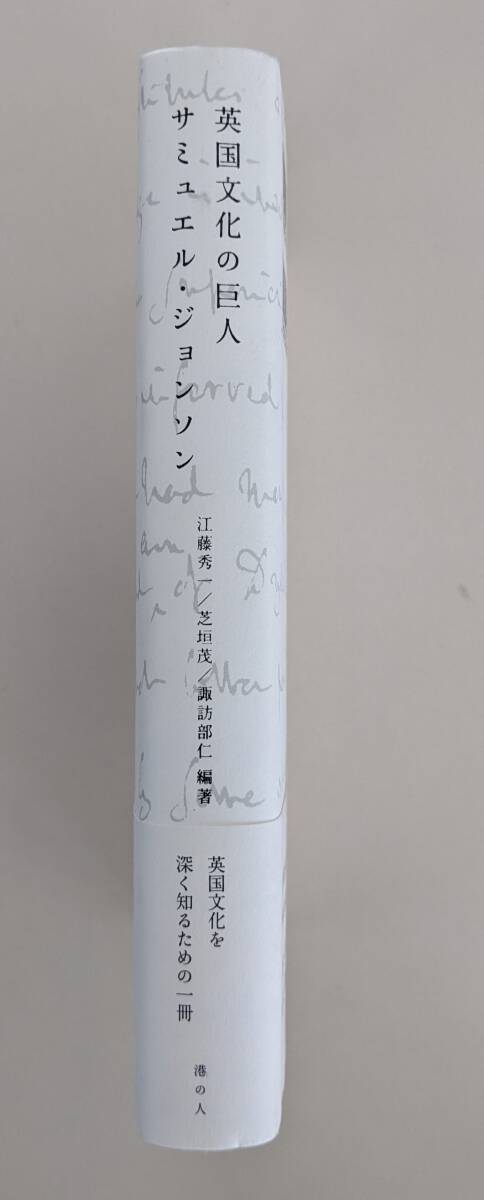 英国文化の巨人
サミュエル・ジョンソン
江藤秀一／芝垣茂／諏訪部仁 編著
英国文化を
深く知るための一冊
港の人